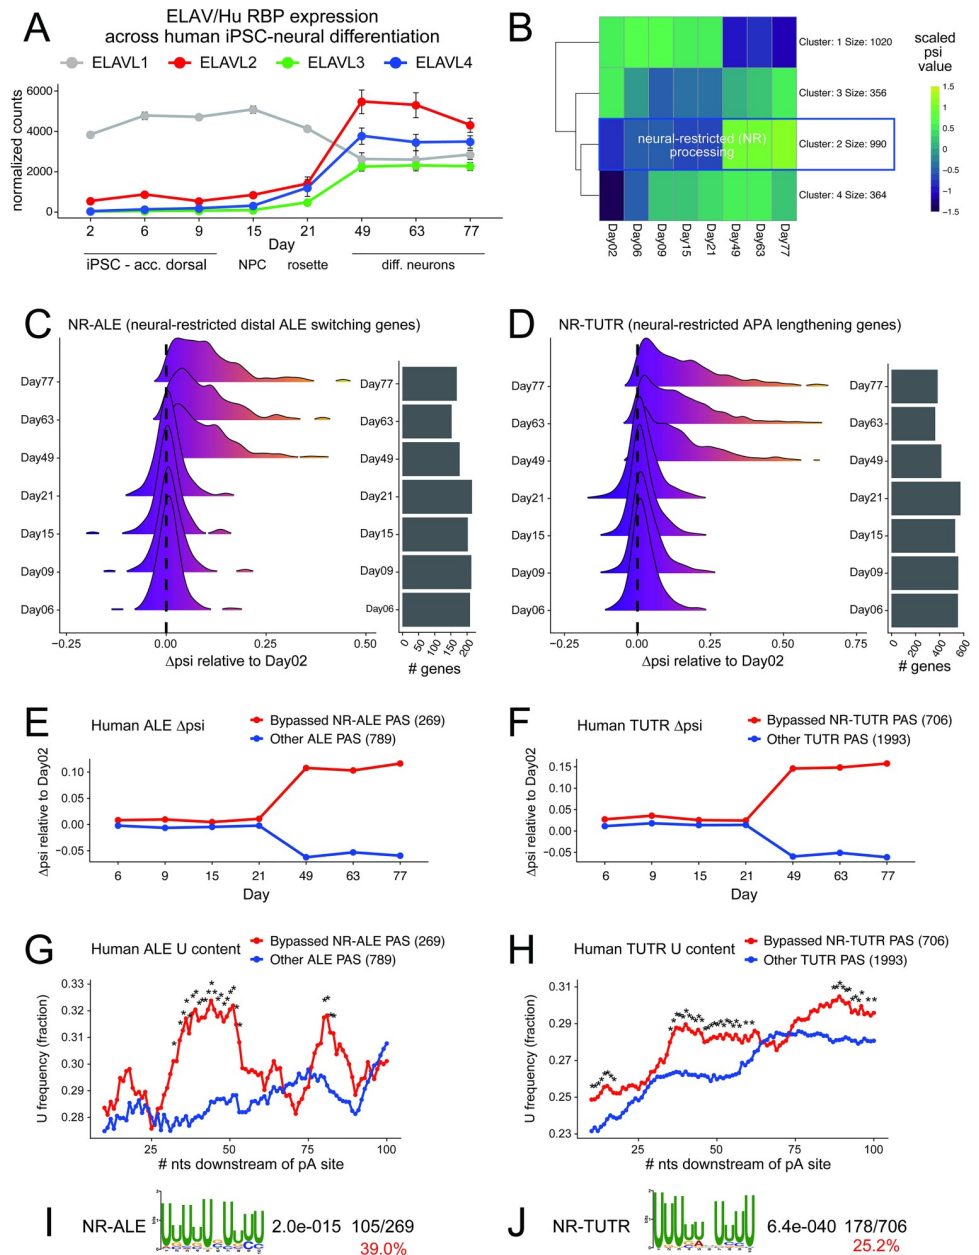 A
ELAV/Hu RBP expression
across human iPSC-neural differentiation
ELAVL1 ELAVL2 ELAVL3 ELAVL4
normalized counts
6000
4000
2000
0
2 6 9 15 21 49 63 77
Day
iPSC - acc. dorsal NPC rosette diff. neurons
B
Cluster: 1 Size: 1020
Cluster: 3 Size: 356
Cluster: 2 Size: 990
Cluster: 4 Size: 364
neural-restricted (NR)
processing
Day02 Day06 Day09 Day15 Day21 Day49 Day63 Day77
scaled
psi
value
1.5
1
0.5
0
−0.5
−1
−1.5
C
NR-ALE (neural-restricted distal ALE switching genes)
Day77
Day63
Day49
Day21
Day15
Day09
Day06
−0.25 0.00 0.25 0.50
Δpsi relative to Day02
Day77
Day63
Day49
Day21
Day15
Day09
Day06
0 50 100 150 200
# genes
D
NR-TUTR (neural-restricted APA lengthening genes)
Day77
Day63
Day49
Day21
Day15
Day09
Day06
−0.25 0.00 0.25 0.50 0.75
Δpsi relative to Day02
Day77
Day63
Day49
Day21
Day15
Day09
Day06
0 200 400 600
# genes
E
Human ALE Δpsi
Bypassed NR-ALE PAS (269)
Other ALE PAS (789)
Δpsi relative to Day02
0.10
0.05
0.00
−0.05
6 9 15 21 49 63 77
Day
F
Human TUTR Δpsi
Bypassed NR-TUTR PAS (706)
Other TUTR PAS (1993)
Δpsi relative to Day02
0.15
0.10
0.05
0.00
−0.05
6 9 15 21 49 63 77
Day
G
Human ALE U content
Bypassed NR-ALE PAS (269)
Other ALE PAS (789)
U frequency (fraction)
0.33
0.32
0.31
0.30
0.29
0.28
25 50 75 100
# nts downstream of pA site
H
Human TUTR U content
Bypassed NR-TUTR PAS (706)
Other TUTR PAS (1993)
U frequency (fraction)
0.31
0.29
0.27
0.25
0.23
25 50 75 100
# nts downstream of pA site
I
NR-ALE
2.0e-015 105/269
39.0%
J
NR-TUTR
6.4e-040 178/706
25.2%